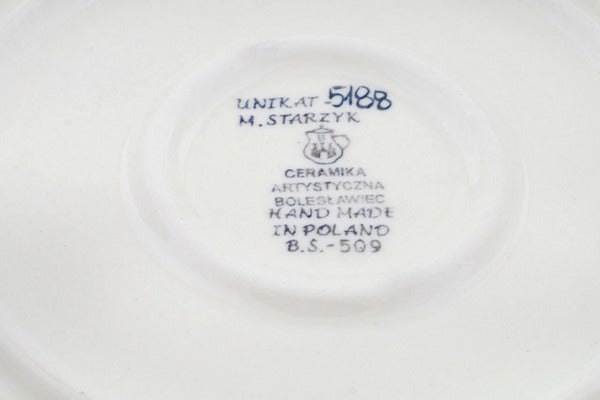 UNIKAT-5188
M. STARZYK
CERAMIKA
ARTYSTYCZNA
BOLESŁAWIEC
HAND MADE
IN POLAND
B.S.-509